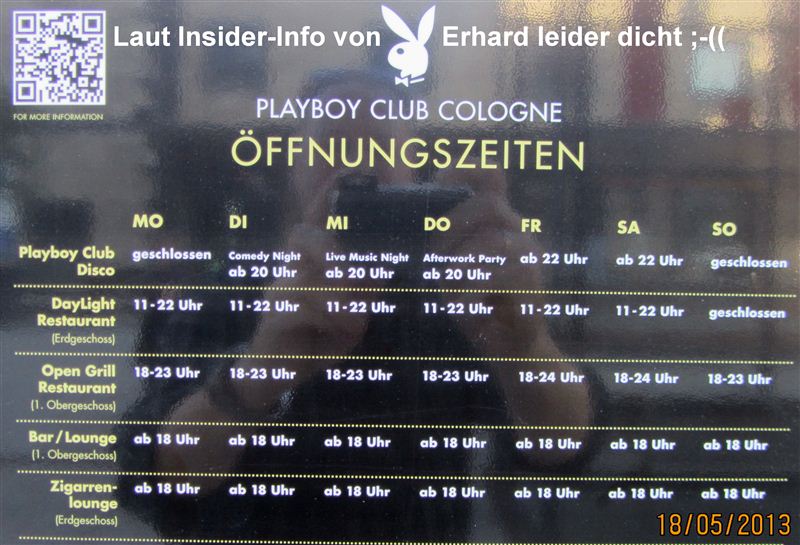 Laut Insider-Info von Erhard leider dicht ;-((
FOR MORE INFORMATION
PLAYBOY CLUB COLOGNE
ÖFFNUNGSZEITEN
MO DI MI DO FR SA SO
Playboy Club Disco geschlossen Comedy Night ab 20 Uhr Live Music Night ab 20 Uhr Afterwork Party ab 20 Uhr ab 22 Uhr ab 22 Uhr geschlossen
DayLight Restaurant (Erdgeschoss) 11-22 Uhr 11-22 Uhr 11-22 Uhr 11-22 Uhr 11-22 Uhr 11-22 Uhr geschlossen
Open Grill Restaurant (1. Obergeschoss) 18-23 Uhr 18-23 Uhr 18-23 Uhr 18-23 Uhr 18-24 Uhr 18-24 Uhr 18-23 Uhr
Bar/Lounge (1. Obergeschoss) ab 18 Uhr ab 18 Uhr ab 18 Uhr ab 18 Uhr ab 18 Uhr ab 18 Uhr ab 18 Uhr
Zigarren-lounge (Erdgeschoss) ab 18 Uhr ab 18 Uhr ab 18 Uhr ab 18 Uhr ab 18 Uhr ab 18 Uhr ab 18 Uhr
18/05/2013